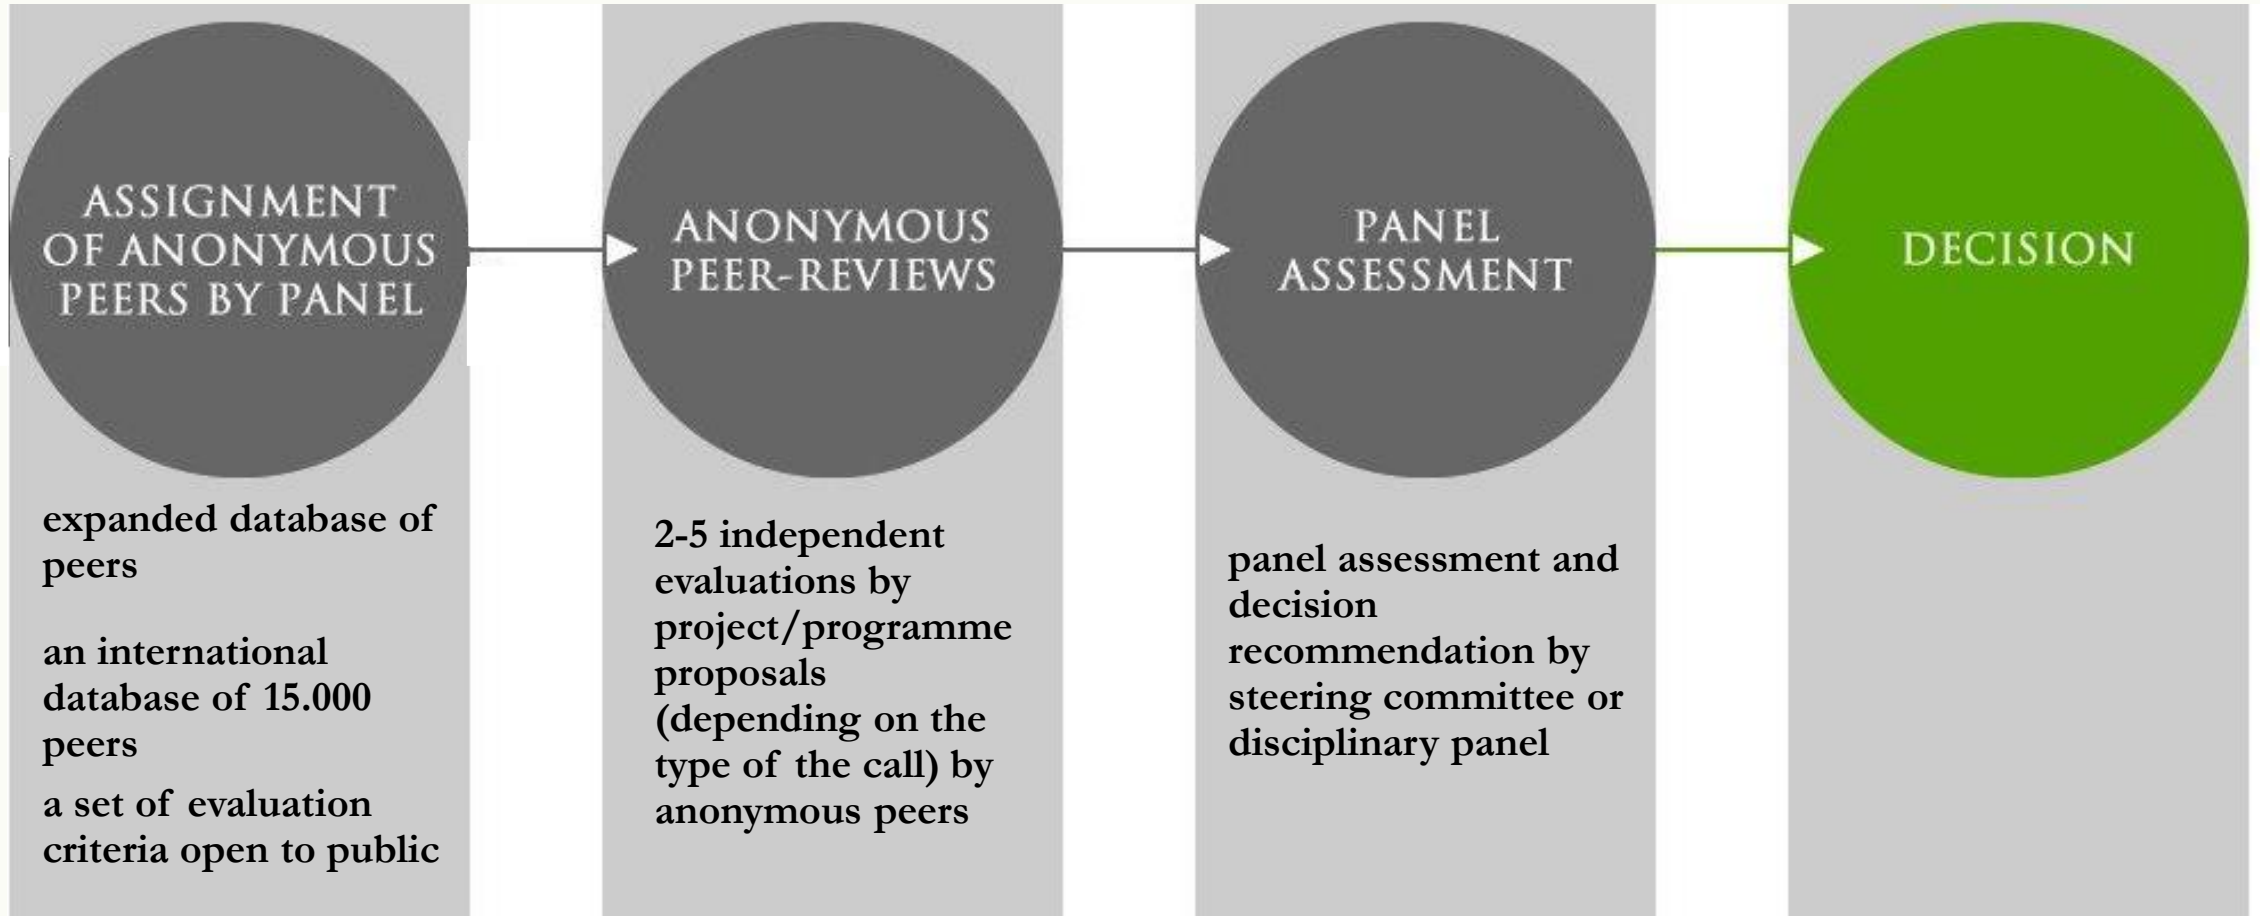 ASSIGNMENT
OF ANONYMOUS
PEERS BY PANEL
expanded database of
peers
an international
database of 15.000
peers
a set of evaluation
criteria open to public
ANONYMOUS
PEER-REVIEWS
2-5 independent
evaluations by
project/programme
proposals
(depending on the
type of the call) by
anonymous peers
PANEL
ASSESSMENT
panel assessment and
decision
recommendation by
steering committee or
disciplinary panel
DECISION